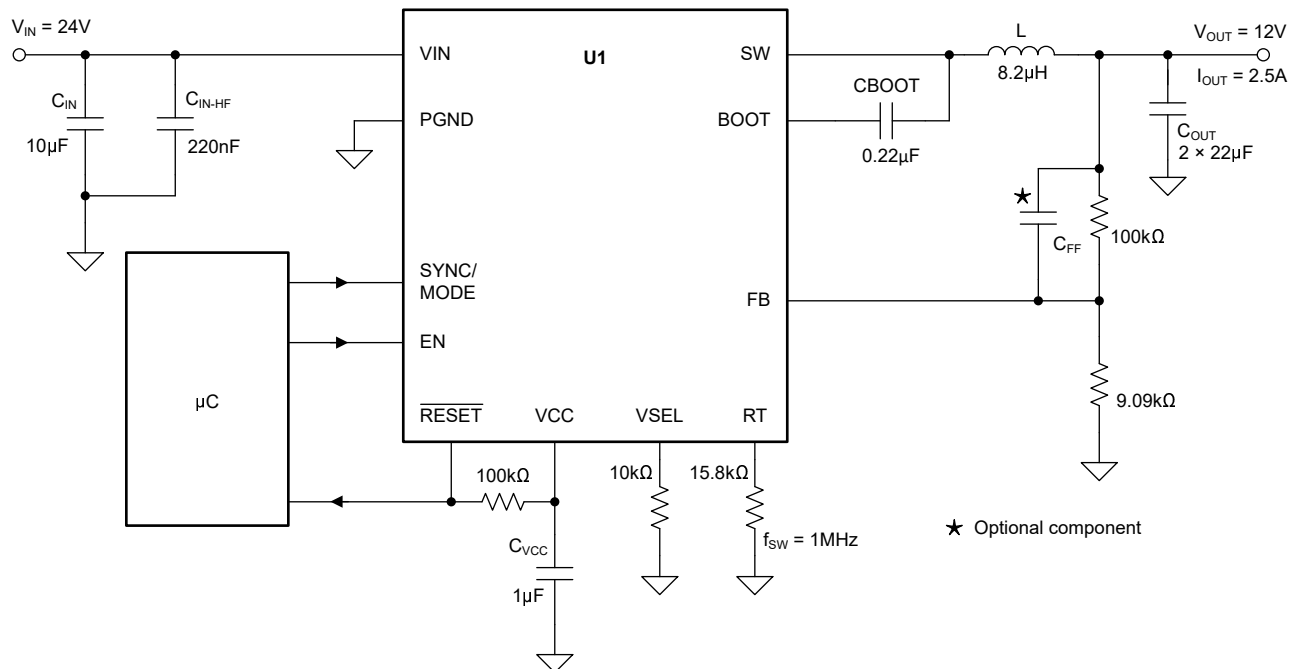 V_IN = 24V
U1
L
8.2µH
V_OUT = 12V
I_OUT = 2.5A
VIN
SW
C_IN
10µF
C_IN-HF
220nF
CBOOT
0.22µF
PGND
BOOT
C_OUT
2 × 22µF
★
C_FF
100kΩ
SYNC/
MODE
FB
EN
µC
9.09kΩ
RESET
VCC
VSEL
RT
100kΩ
10kΩ
15.8kΩ
f_SW = 1MHz
C_VCC
1µF
★ Optional component